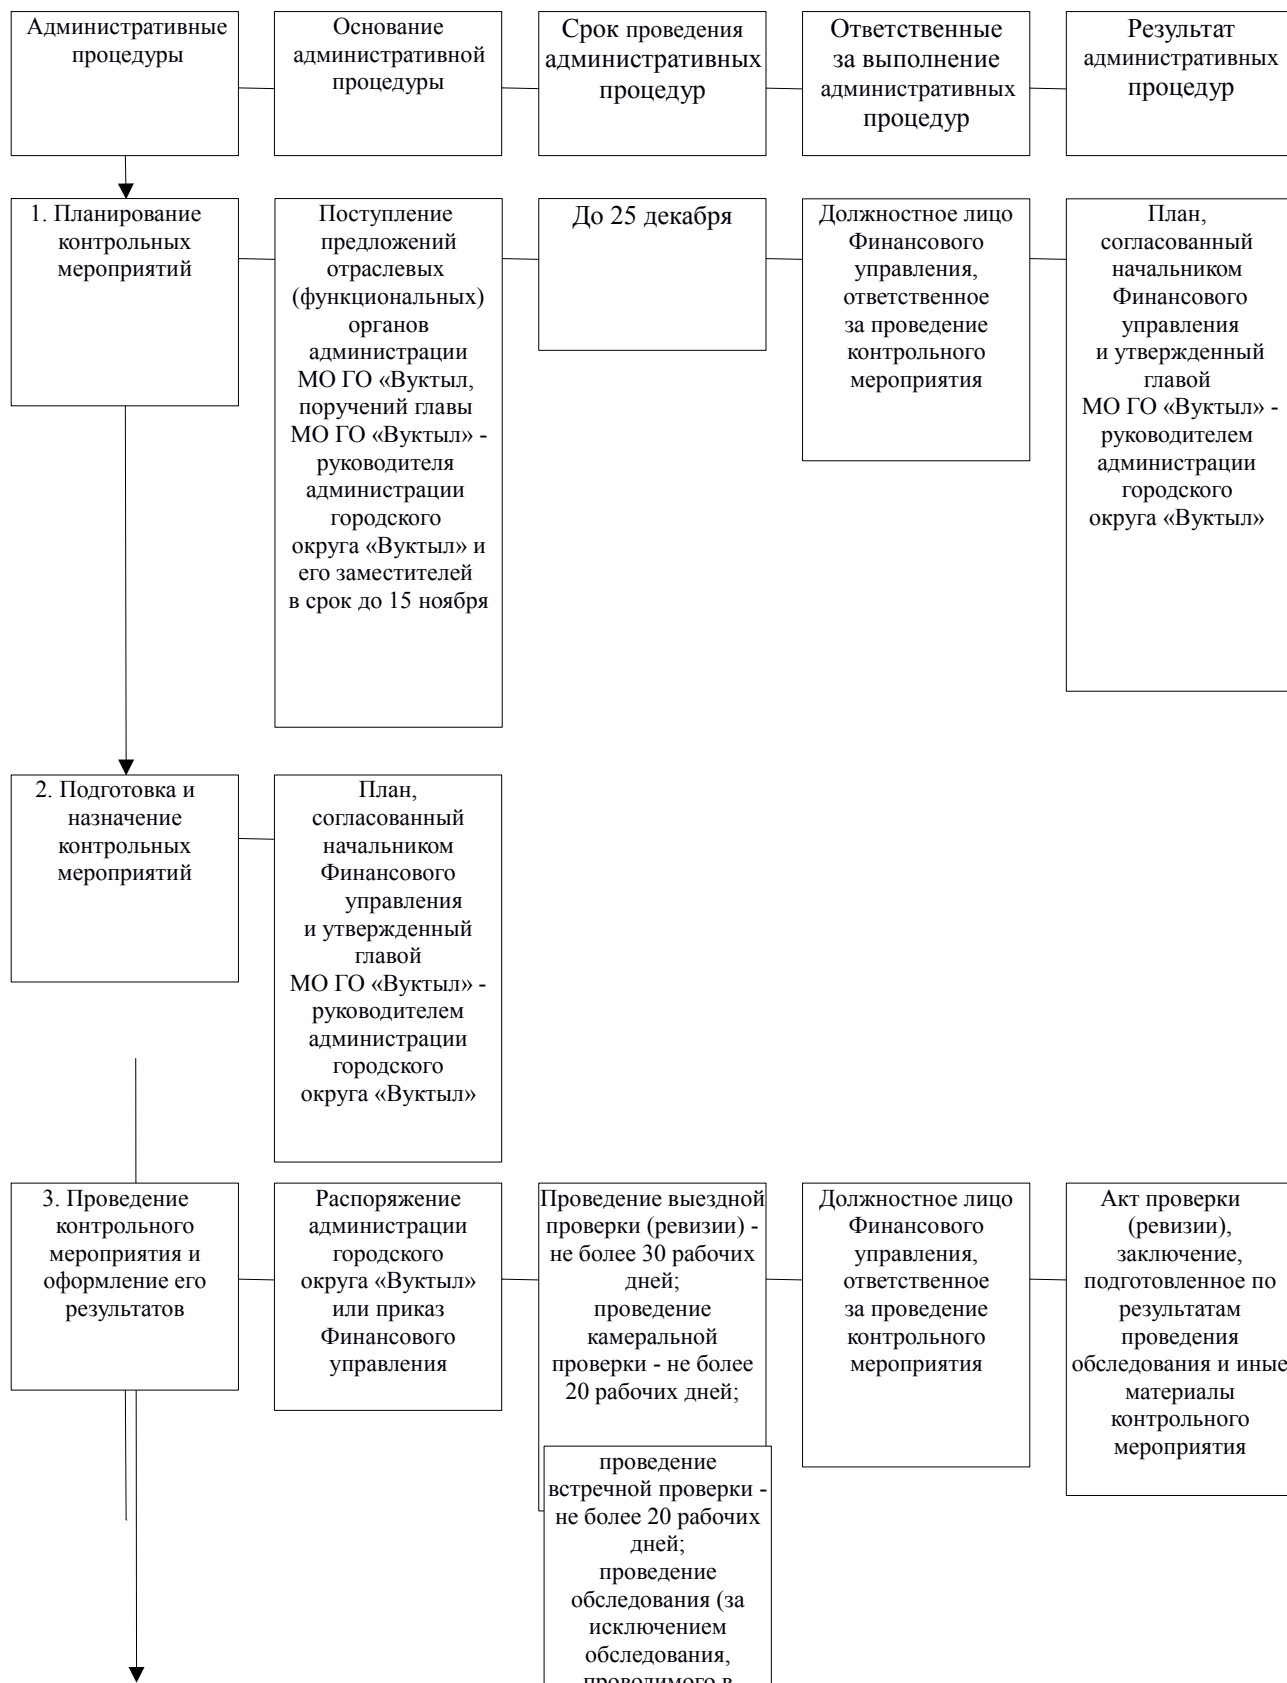 Административные
процедуры
Основание
административной
процедуры
Срок проведения
административных
процедур
Ответственные
за выполнение
административных
процедур
Результат
административных
процедур
1. Планирование
контрольных
мероприятий
Поступление
предложений
отраслевых
(функциональных)
органов
администрации
МО ГО «Вуктыл,
поручений главы
МО ГО «Вуктыл» -
руководителя
администрации
городского
округа «Вуктыл» и
его заместителей
в срок до 15 ноября
До 25 декабря
Должностное лицо
Финансового
управления,
ответственное
за проведение
контрольного
мероприятия
План,
согласованный
начальником
Финансового
управления
и утвержденный
главой
МО ГО «Вуктыл» -
руководителем
администрации
городского
округа «Вуктыл»
2. Подготовка и
назначение
контрольных
мероприятий
План,
согласованный
начальником
Финансового
управления
и утвержденный
главой
МО ГО «Вуктыл» -
руководителем
администрации
городского
округа «Вуктыл»
3. Проведение
контрольного
мероприятия и
оформление его
результатов
Распоряжение
администрации
городского
округа «Вуктыл»
или приказ
Финансового
управления
Проведение выездной
проверки (ревизии) -
не более 30 рабочих
дней;
проведение
камеральной
проверки - не более
20 рабочих дней;
проведение
встречной проверки -
не более 20 рабочих
дней;
проведение
обследования (за
исключением
обследования,
проводимого в
Должностное лицо
Финансового
управления,
ответственное
за проведение
контрольного
мероприятия
Акт проверки
(ревизии),
заключение,
подготовленное по
результатам
проведения
обследования и иные
материалы
контрольного
мероприятия